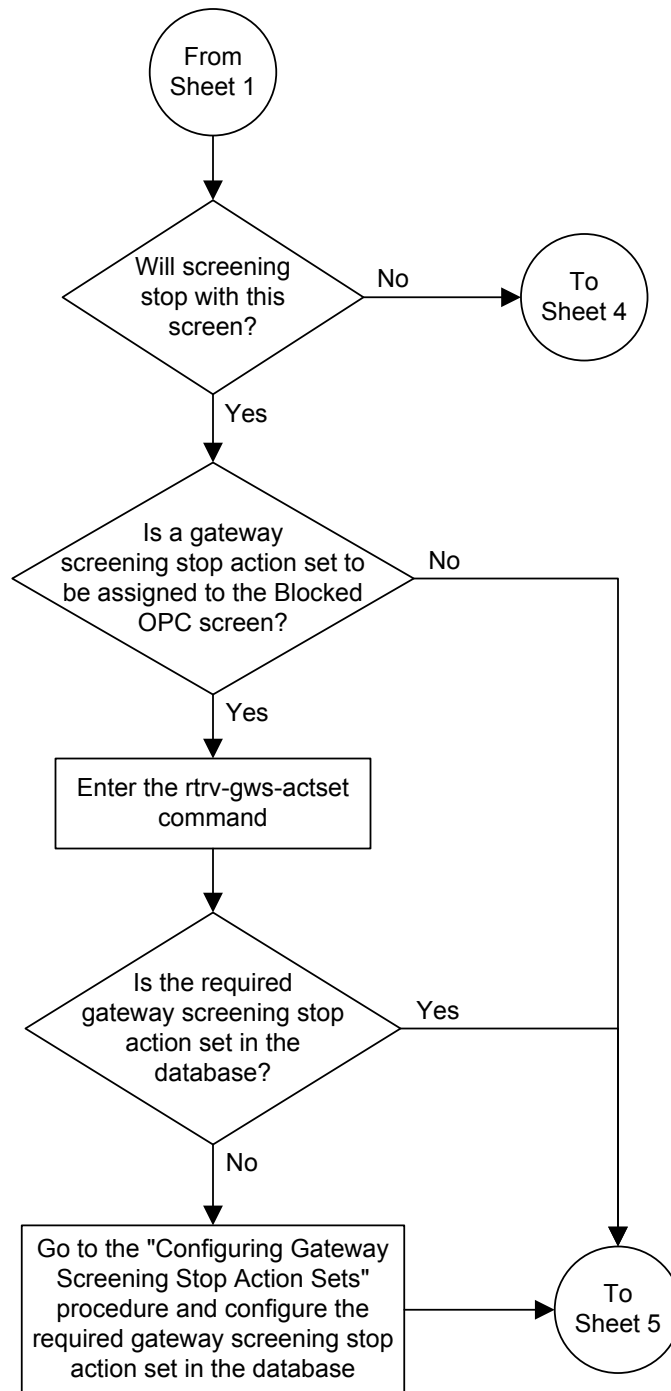 From
Sheet 1
Will screening
stop with this
screen?
No
To
Sheet 4
Yes
Is a gateway
screening stop action set to
be assigned to the Blocked
OPC screen?
No
Yes
Enter the rtrv-gws-actset
command
Is the required
gateway screening stop
action set in the
database?
Yes
No
Go to the "Configuring Gateway
Screening Stop Action Sets"
procedure and configure the
required gateway screening stop
action set in the database
To
Sheet 5